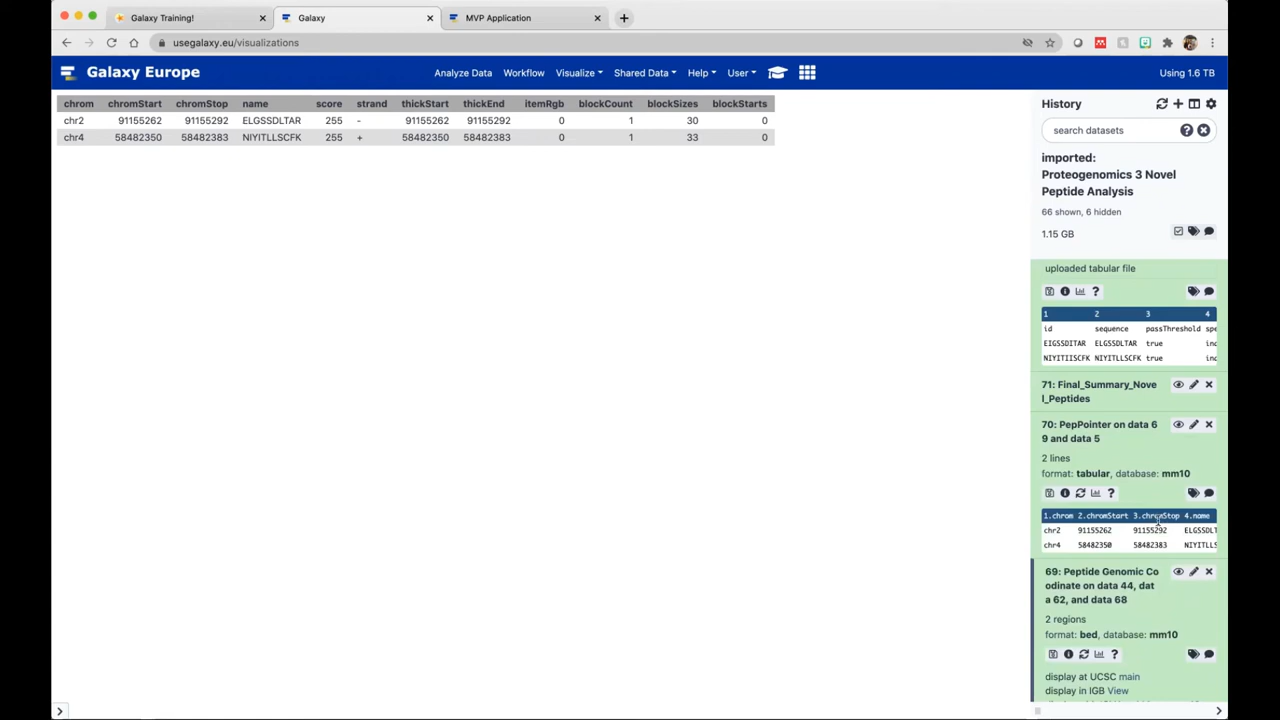 Galaxy Training!
Galaxy
MVP Application
usegalaxy.eu/visualizations
Galaxy Europe
Analyze Data
Workflow
Visualize
Shared Data
Help
User
Using 1.6 TB
chrom chromStart chromStop name score strand thickStart thickEnd itemRgb blockCount blockSizes blockStarts
chr2 91155262 91155292 ELGSSDLTAR 255 - 91155262 91155292 0 1 30 0
chr4 58482350 58482383 NIYITLLSCFK 255 + 58482350 58482383 0 1 33 0
History
search datasets
imported:
Proteogenomics 3 Novel
Peptide Analysis
66 shown, 6 hidden
1.15 GB
uploaded tabular file
1 2 3 4
id sequence passThreshold spe
EIGSSDITAR ELGSSDLTAR true inc
NIYITIISCFK NIYITLLSCFK true inc
71: Final_Summary_Nove
l_Peptides
70: PepPointer on data 6
9 and data 5
2 lines
format: tabular, database: mm10
1.chrom 2.chromStart 3.chromStop 4.name
chr2 91155262 91155292 ELGSSDLT
chr4 58482350 58482383 NIYITLLS
69: Peptide Genomic Co
odinate on data 44, dat
a 62, and data 68
2 regions
format: bed, database: mm10
display at UCSC main
display in IGB View